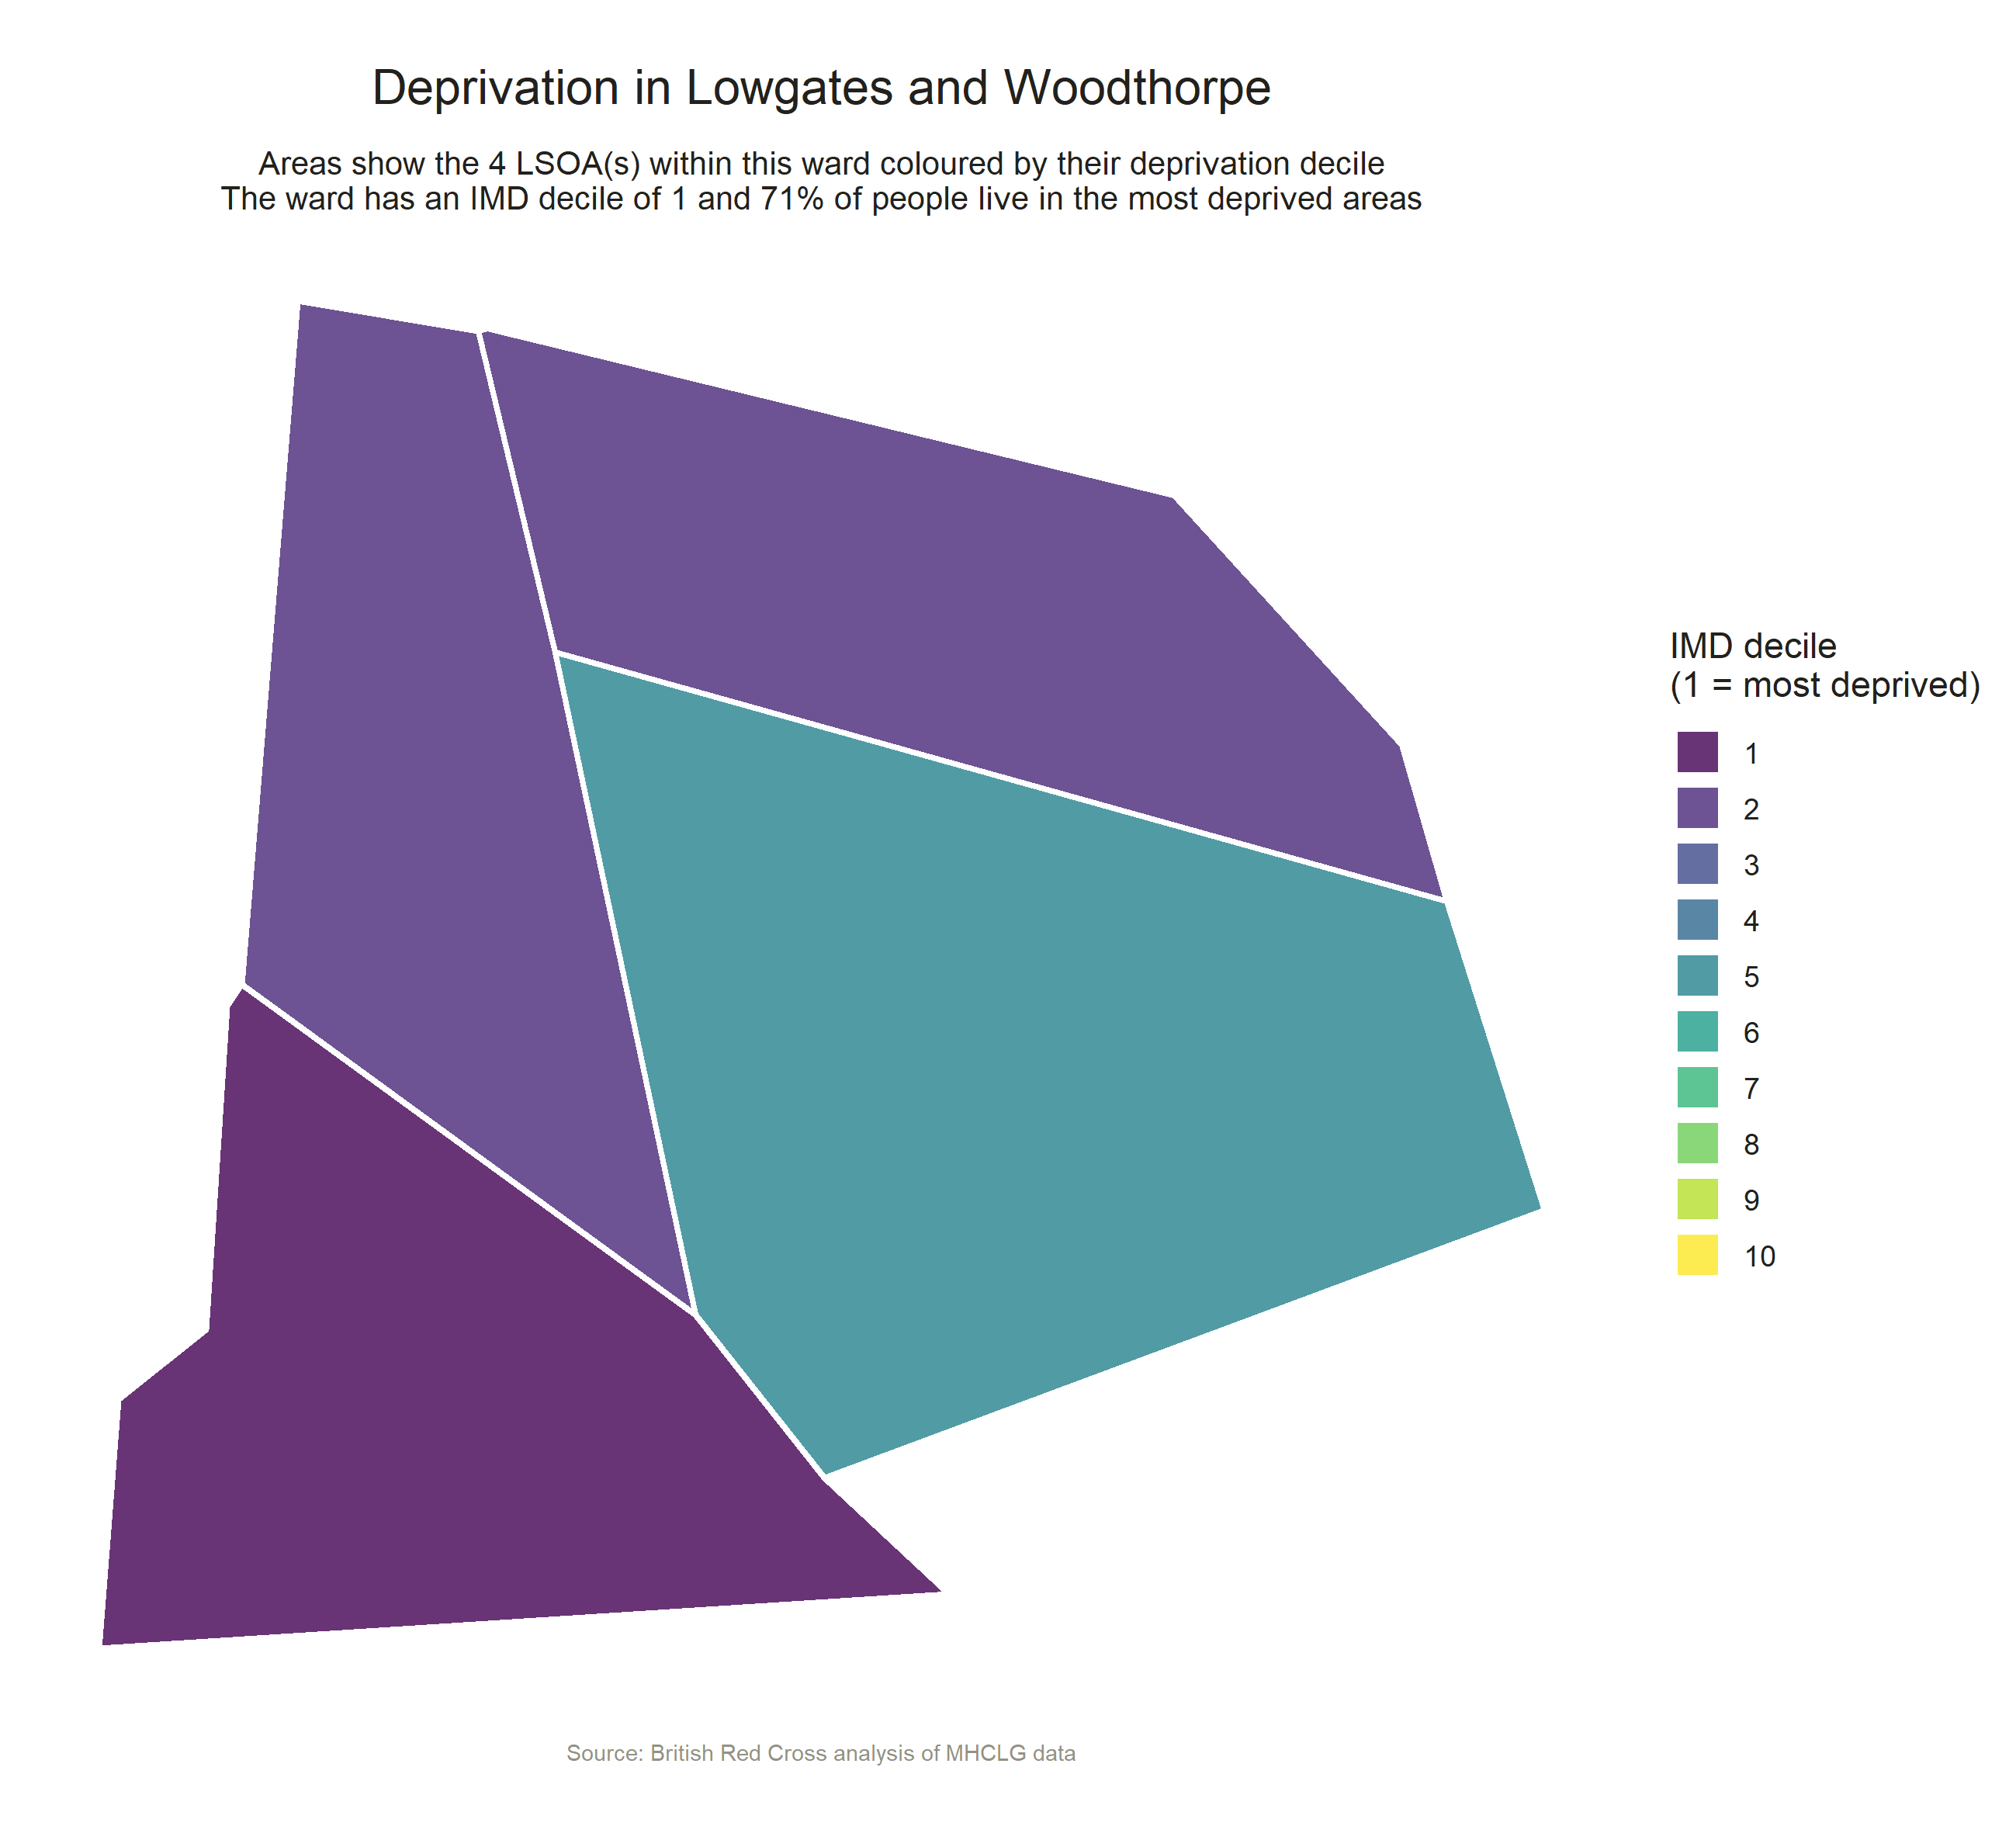 Deprivation in Lowgates and Woodthorpe
Areas show the 4 LSOA(s) within this ward coloured by their deprivation decile
The ward has an IMD decile of 1 and 71% of people live in the most deprived areas
IMD decile
(1 = most deprived)
1
2
3
4
5
6
7
8
9
10
Source: British Red Cross analysis of MHCLG data